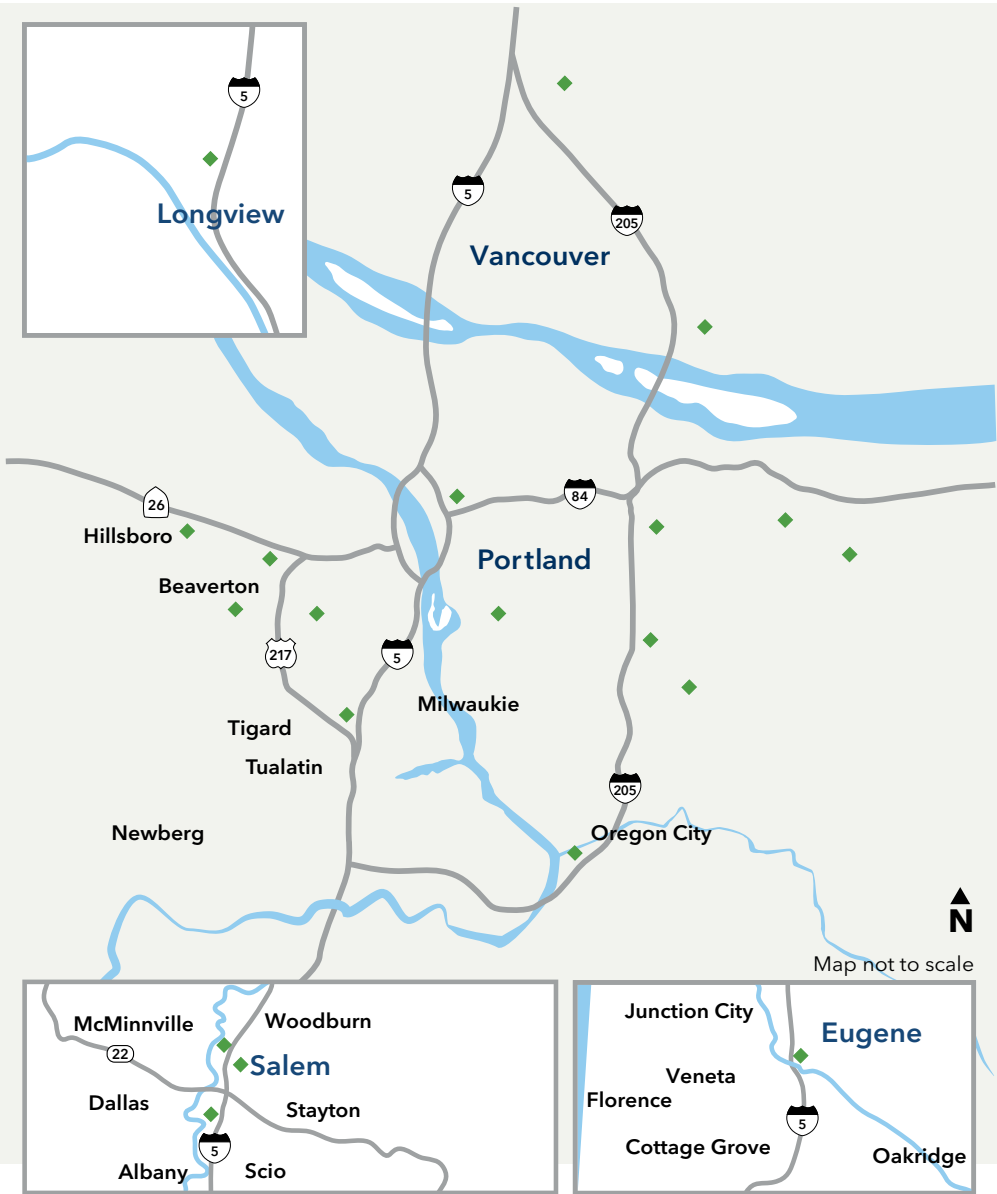 5
Longview
5
205
Vancouver
26
84
Hillsboro
Portland
Beaverton
217
5
Milwaukie
Tigard
Tualatin
205
Newberg
Oregon City
N
Map not to scale
McMinnville
Woodburn
22
Salem
Dallas
Stayton
5
Albany
Scio
Junction City
Eugene
Veneta
Florence
5
Cottage Grove
Oakridge